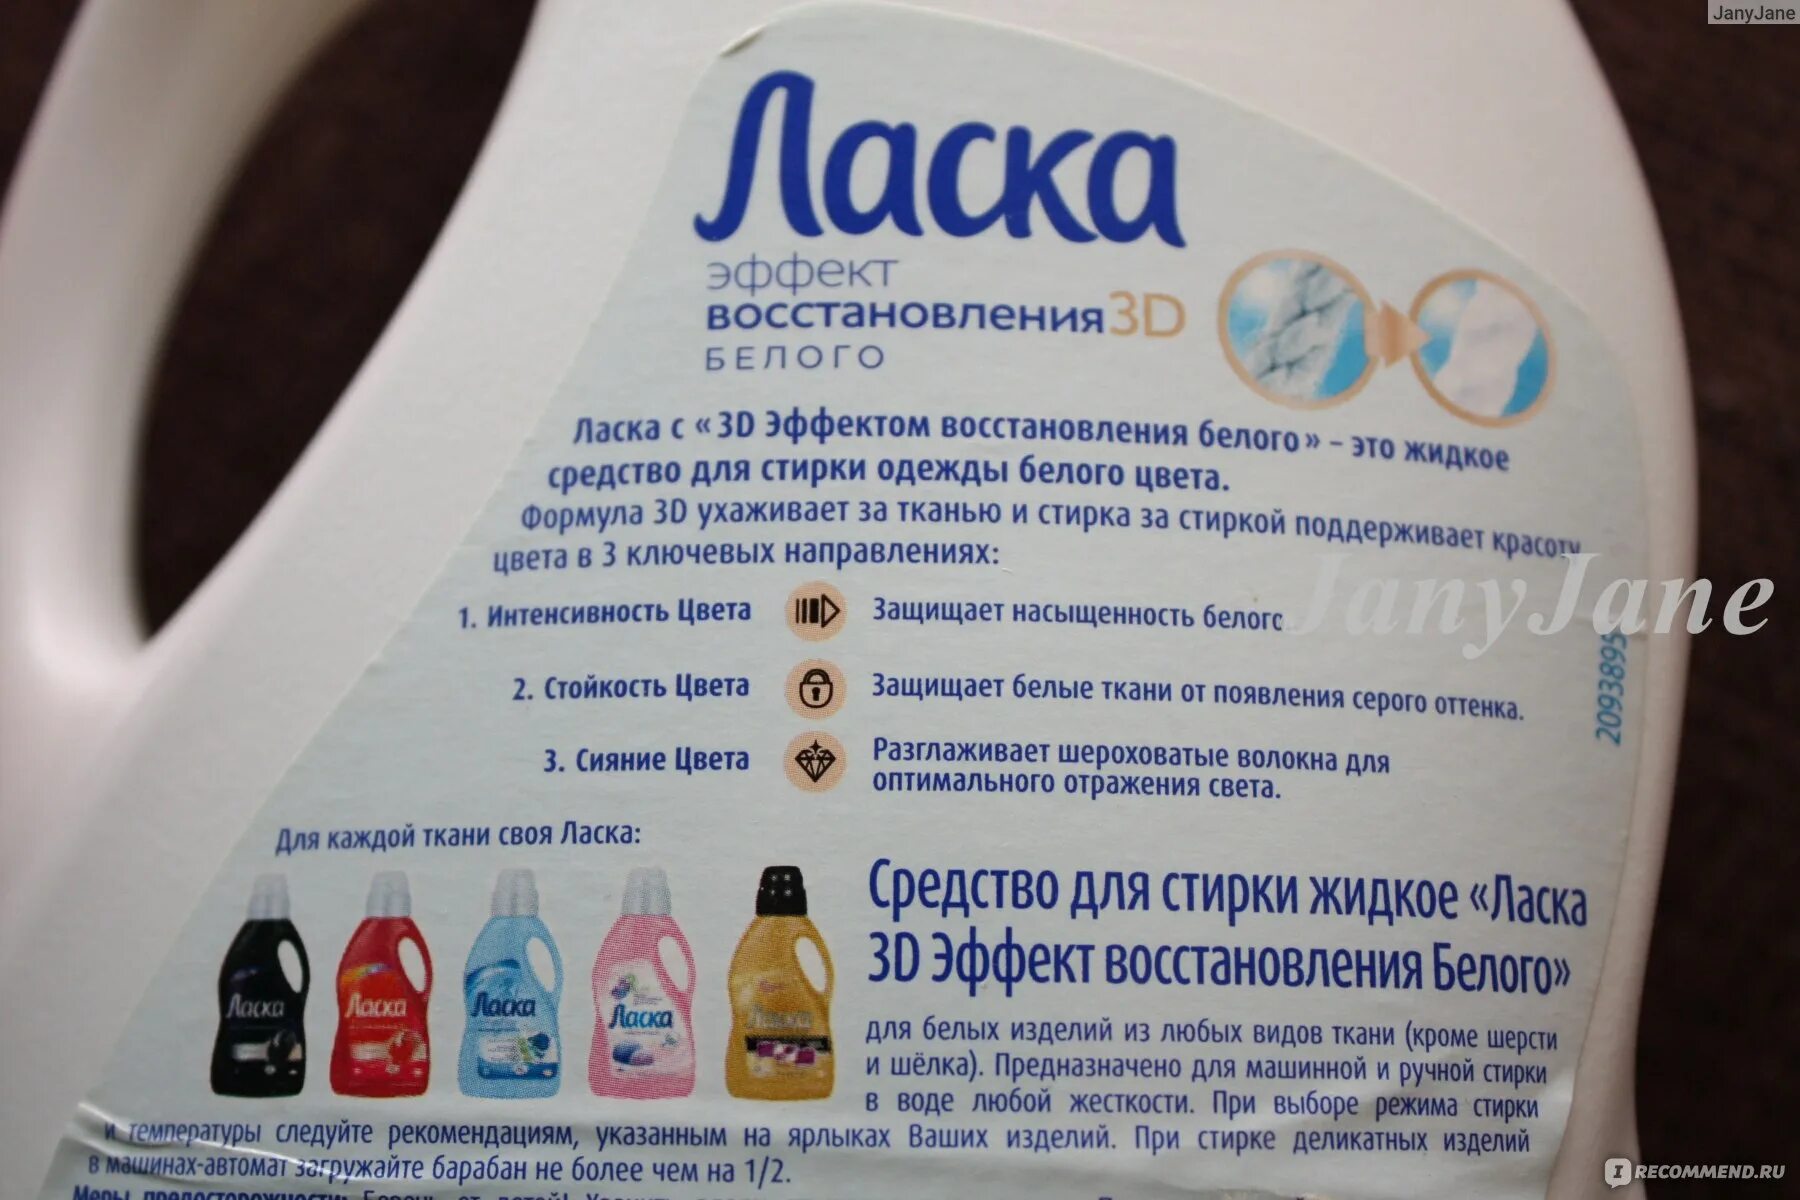 JanyJane
Ласка
эффект
восстановления 3D
БЕЛОГО
Ласка с « 3D Эффектом восстановления белого» – это жидкое
средство для стирки одежды белого цвета.
Формула 3D ухаживает за тканью и стирка за стиркой поддерживает красоту
цвета в 3 ключевых направлениях:
JanyJane
1. Интенсивность Цвета Защищает насыщенность белого
2. Стойкость Цвета Защищает белые ткани от появления серого оттенка.
3. Сияние Цвета Разглаживает шероховатые волокна для
оптимального отражения света.
2093895
Для каждой ткани своя Ласка:
Ласка Ласка Ласка Ласка Ласка
Средство для стирки жидкое «Ласка
3D Эффект восстановления Белого»
для белых изделий из любых видов ткани (кроме шерсти
и шёлка). Предназначено для машинной и ручной стирки
в воде любой жесткости. При выборе режима стирки
и температуры следуйте рекомендациям, указанным на ярлыках Ваших изделий. При стирке деликатных изделий
в машинах-автомат загружайте барабан не более чем на 1/2.
Меры предосторожности:
IRECOMMEND.RU